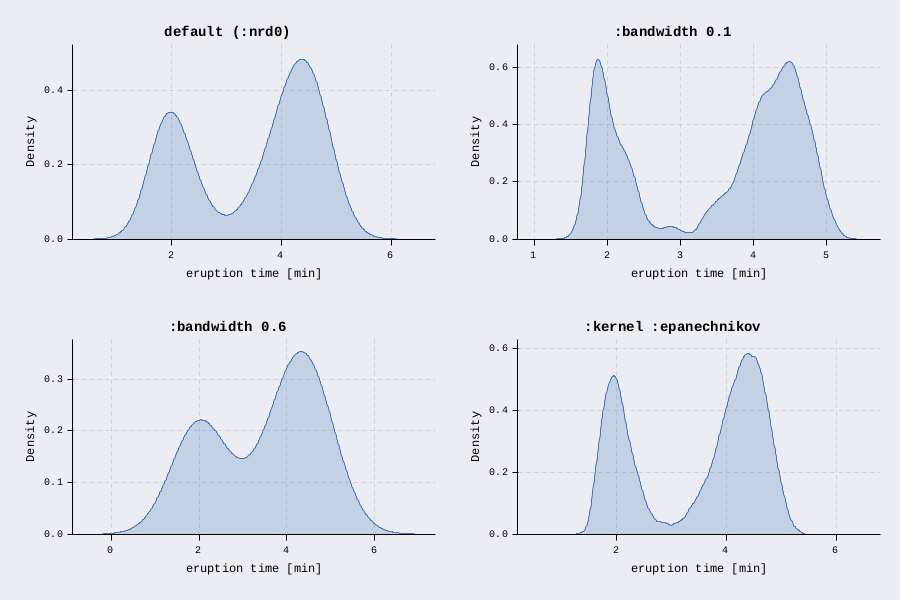 default (:nrd0)
Density
0.4
0.2
0.0
2 4 6
eruption time [min]
:bandwidth 0.1
Density
0.6
0.4
0.2
0.0
1 2 3 4 5
eruption time [min]
:bandwidth 0.6
Density
0.3
0.2
0.1
0.0
0 2 4 6
eruption time [min]
:kernel :epanechnikov
Density
0.6
0.4
0.2
0.0
2 4 6
eruption time [min]